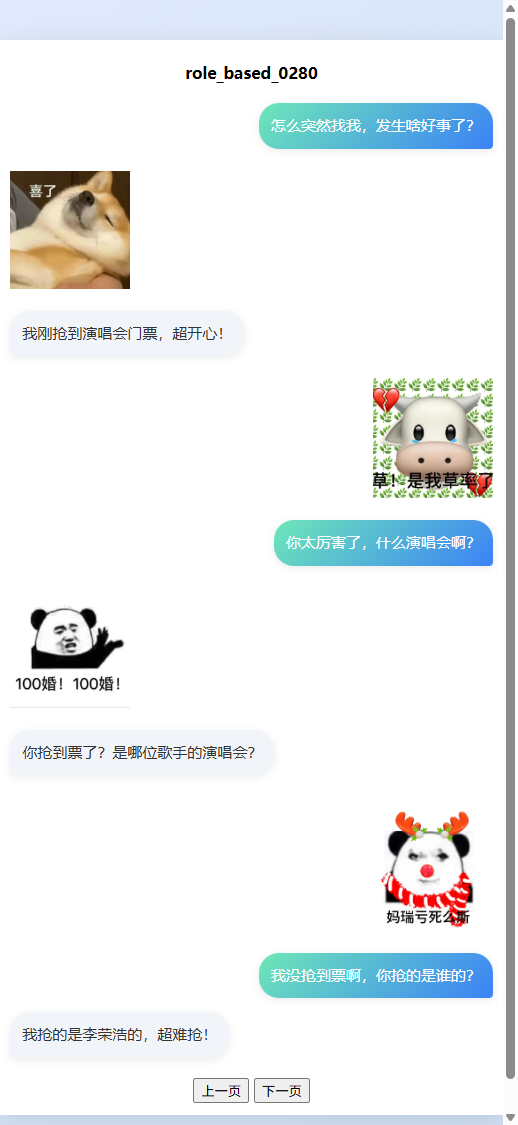 role_based_0280
怎么突然找我，发生啥好事了？
喜了
我刚抢到演唱会门票，超开心！
草！是我草率了
你太厉害了，什么演唱会啊？
100婚！100婚！
你抢到票了？是哪位歌手的演唱会？
妈瑞亏死么斯
我没抢到票啊，你抢的是谁的？
我抢的是李荣浩的，超难抢！
上一页 下一页